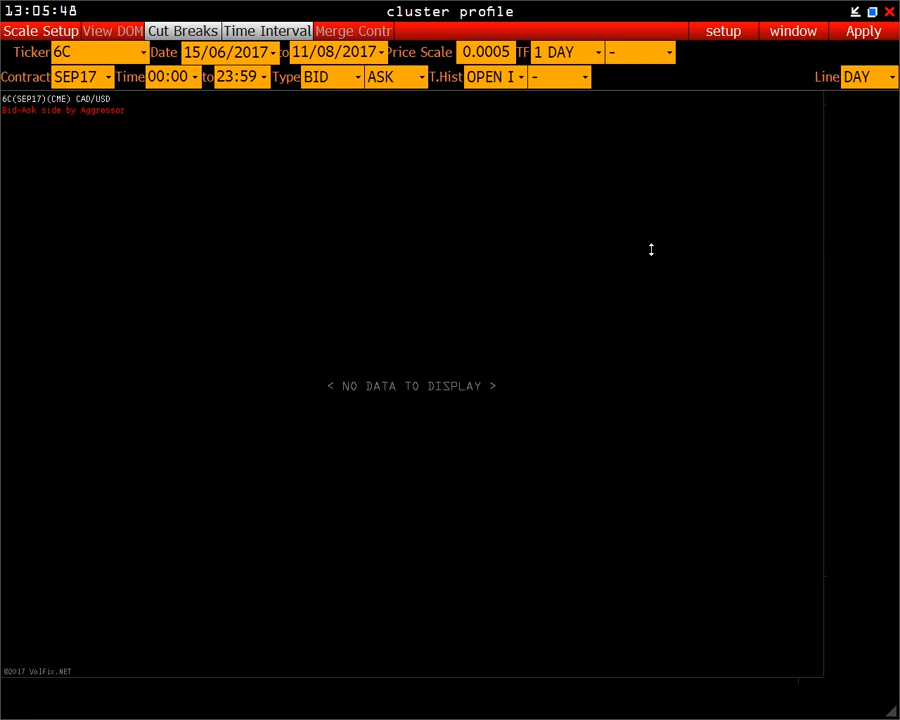 13:05:48 cluster profile
Scale Setup View DOM Cut Breaks Time Interval Merge Contr setup window Apply
Ticker 6C Date 15/06/2017 to 11/08/2017 Price Scale 0.0005 TF 1 DAY -
Contract SEP17 Time 00:00 to 23:59 Type BID ASK T.Hist OPEN I - Line DAY
6C(SEP17)(CME) CAD/USD
Bid-Ask side by Aggressor
< NO DATA TO DISPLAY >
©2017 VolFix.NET